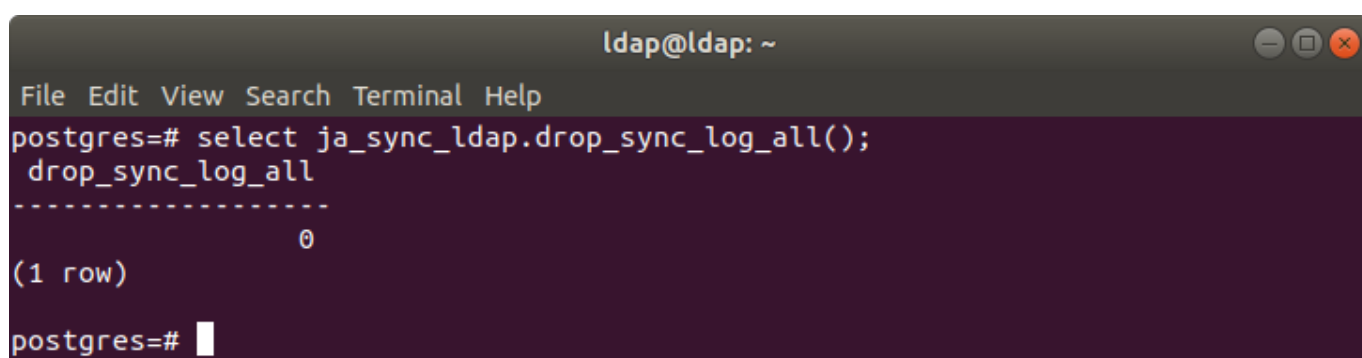 ldap@ldap: ~
File Edit View Search Terminal Help
postgres=# select ja_sync_ldap.drop_sync_log_all();
 drop_sync_log_all
-------------------
                 0
(1 row)

postgres=#